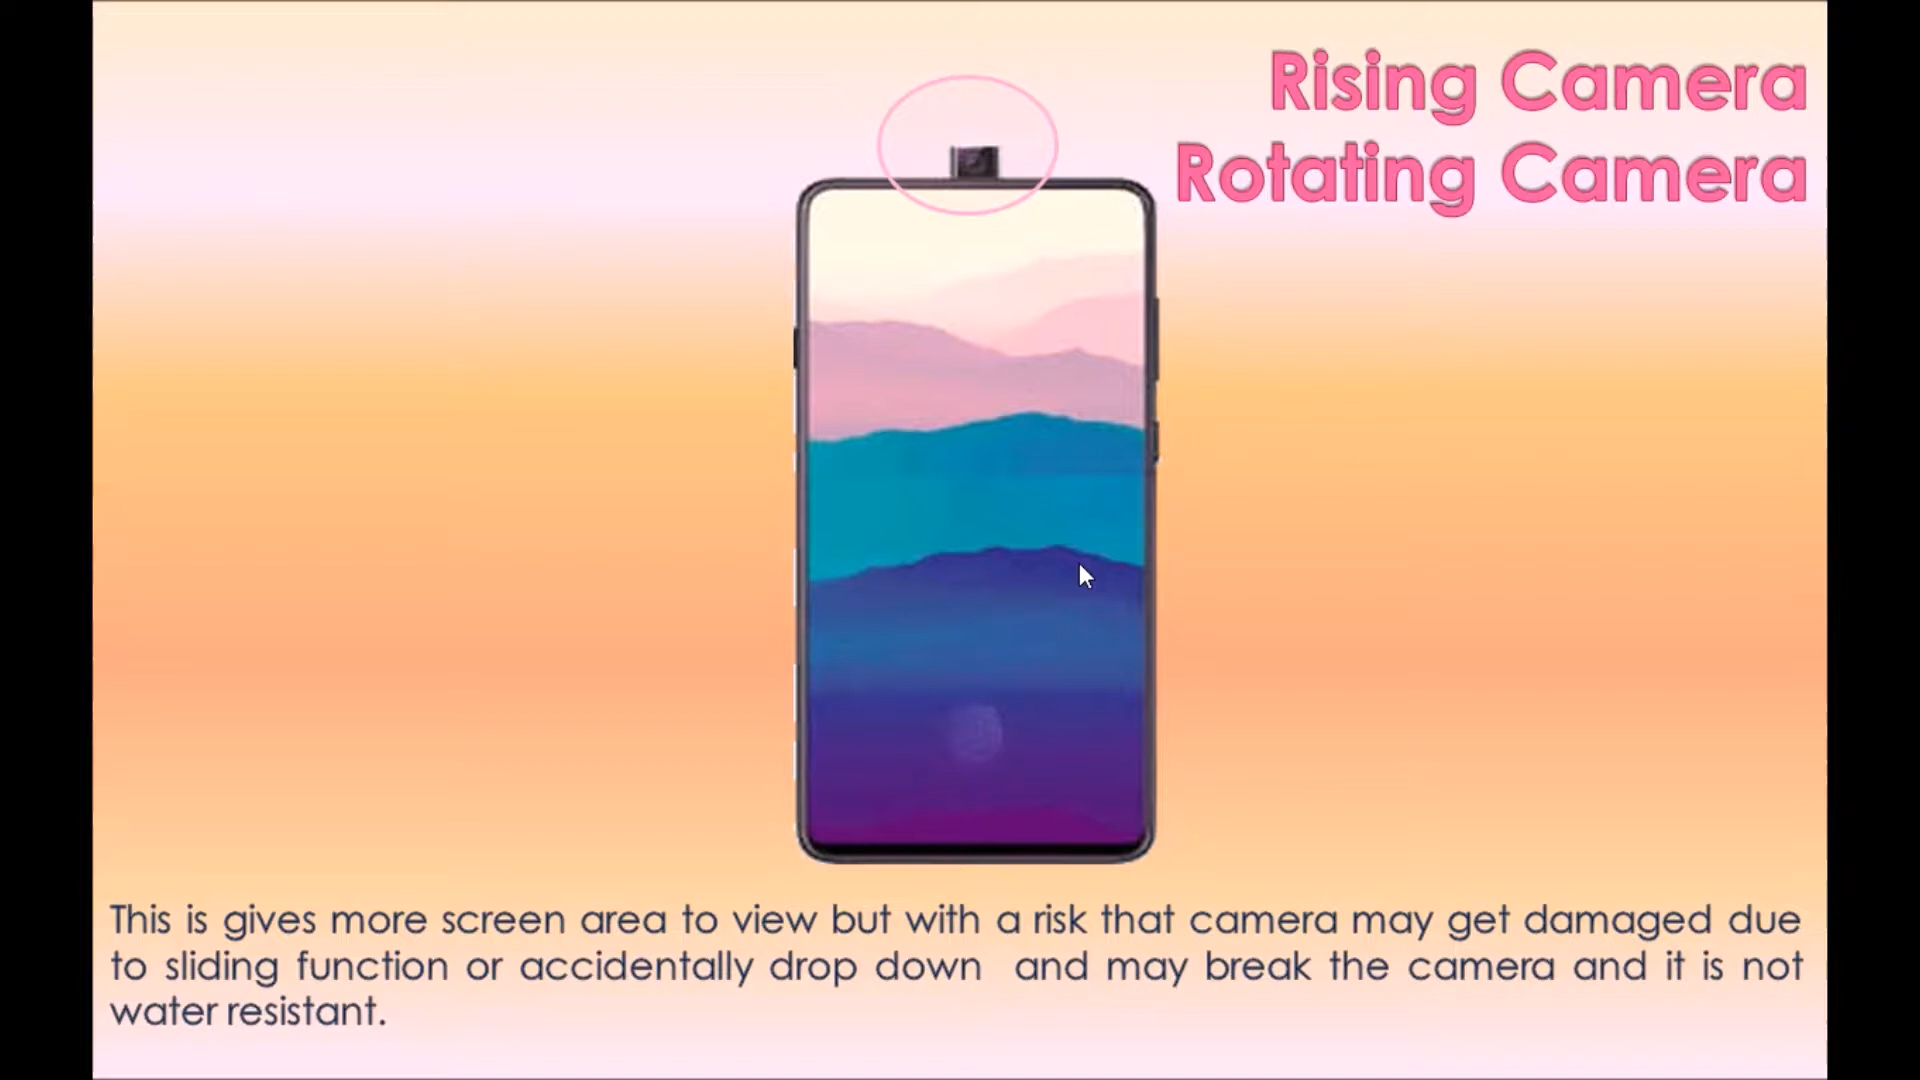 Rising Camera
Rotating Camera
This is gives more screen area to view but with a risk that camera may get damaged due
to sliding function or accidentally drop down and may break the camera and it is not
water resistant.